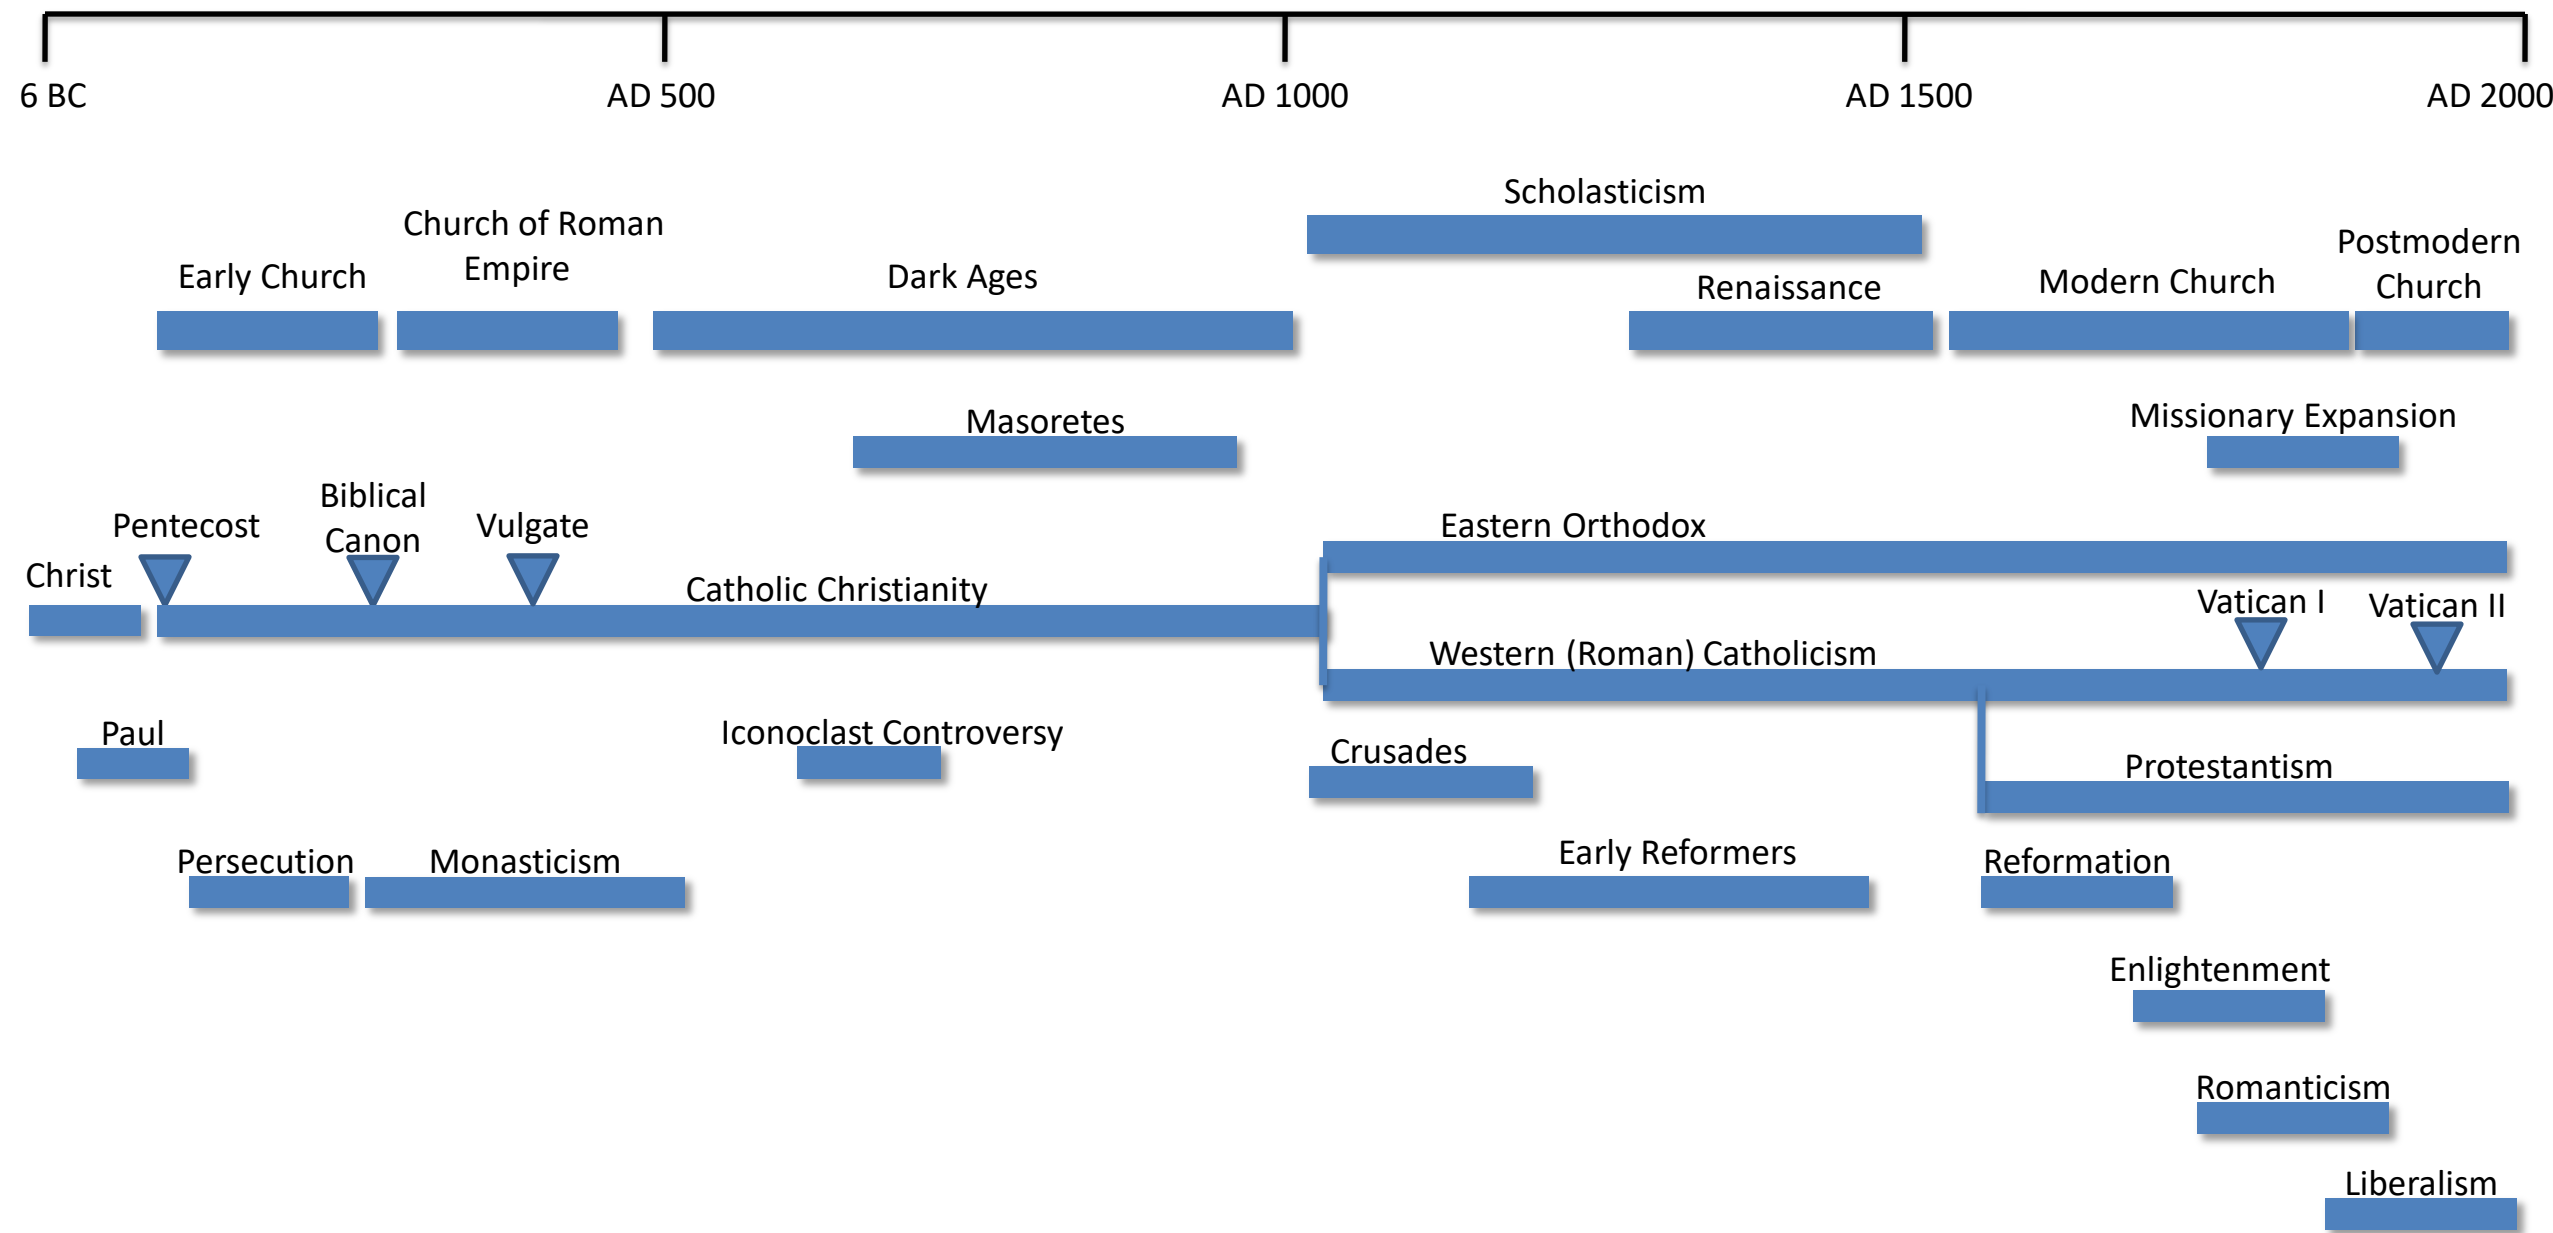 6 BC
AD 500
AD 1000
AD 1500
AD 2000
Scholasticism
Church of Roman
Empire
Postmodern
Church
Early Church
Dark Ages
Renaissance
Modern Church
Masoretes
Missionary Expansion
Biblical
Canon
Pentecost
Vulgate
Eastern Orthodox
Christ
Catholic Christianity
Vatican I
Vatican II
Western (Roman) Catholicism
Paul
Iconoclast Controversy
Crusades
Protestantism
Persecution
Monasticism
Early Reformers
Reformation
Enlightenment
Romanticism
Liberalism